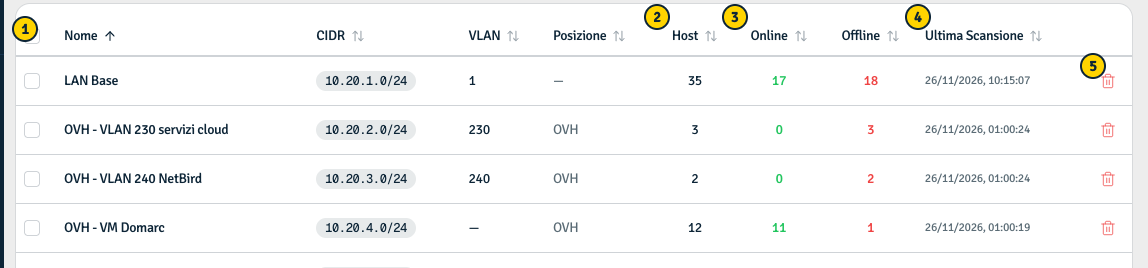 1 Nome CIDR VLAN Posizione 2 Host 3 Online Offline 4 Ultima Scansione
LAN Base 10.20.1.0/24 1 — 35 17 18 26/11/2026, 10:15:07 5
OVH - VLAN 230 servizi cloud 10.20.2.0/24 230 OVH 3 0 3 26/11/2026, 01:00:24
OVH - VLAN 240 NetBird 10.20.3.0/24 240 OVH 2 0 2 26/11/2026, 01:00:24
OVH - VM Domarc 10.20.4.0/24 — OVH 12 11 1 26/11/2026, 01:00:19